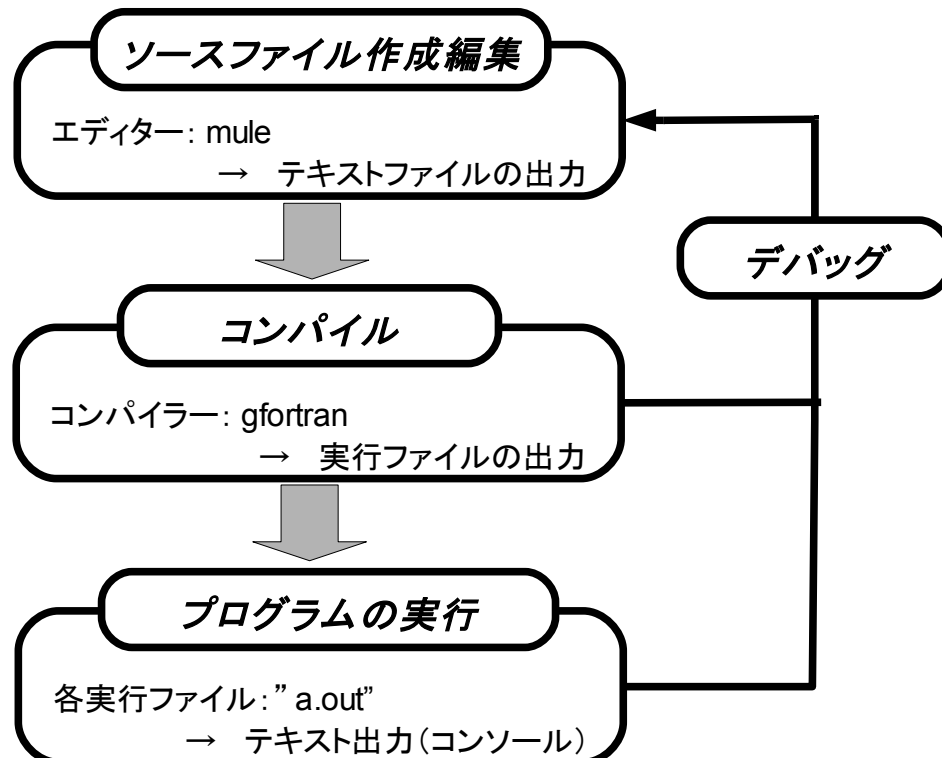 ソースファイル作成編集
エディター: mule
→ テキストファイルの出力
デバッグ
コンパイル
コンパイラー: gfortran
→ 実行ファイルの出力
プログラムの実行
各実行ファイル:” a.out”
→ テキスト出力(コンソール)